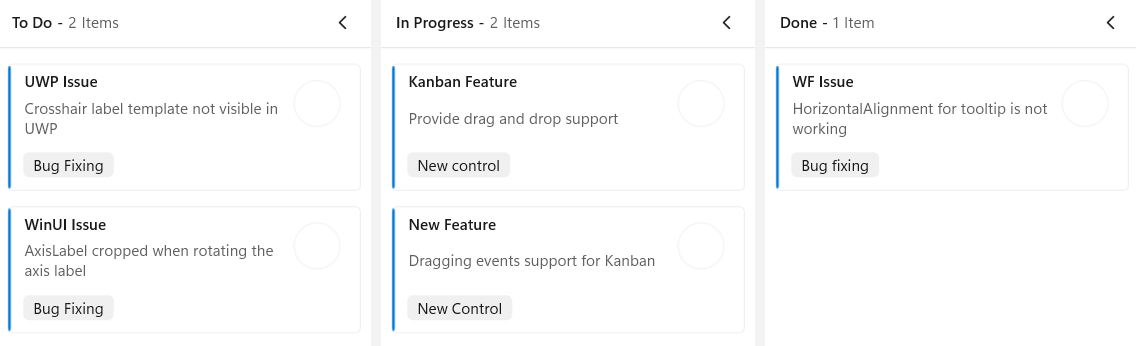 To Do - 2 Items
UWP Issue
Crosshair label template not visible in
UWP
Bug Fixing
WinUI Issue
AxisLabel cropped when rotating the
axis label
Bug Fixing
In Progress - 2 Items
Kanban Feature
Provide drag and drop support
New control
New Feature
Dragging events support for Kanban
New Control
Done - 1 Item
WF Issue
HorizontalAlignment for tooltip is not
working
Bug fixing